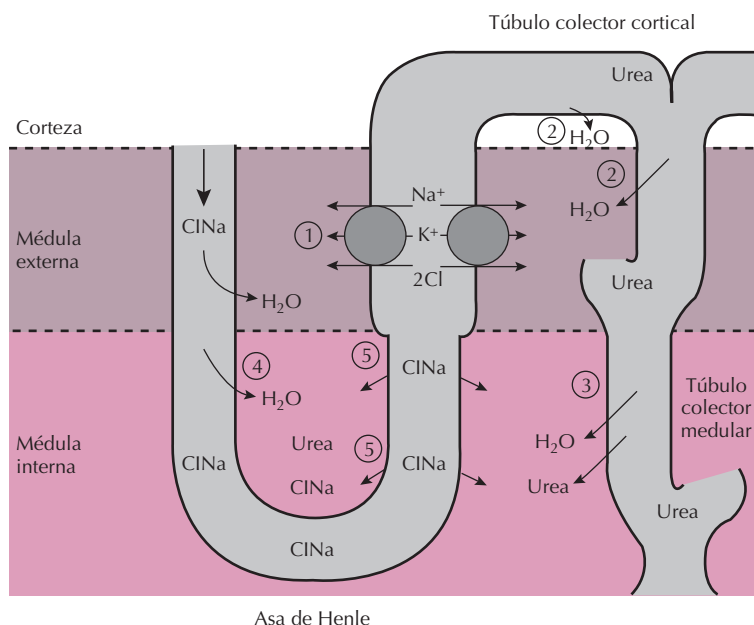 Túbulo colector cortical
Urea
Corteza
2
H₂O
Na⁺
2
ClNa
Médula
externa
1
K⁺
H₂O
2Cl
Urea
H₂O
5
ClNa
4
3
Túbulo
colector
medular
H₂O
Urea
H₂O
Médula
interna
ClNa
5
ClNa
ClNa
Urea
Urea
ClNa
Asa de Henle